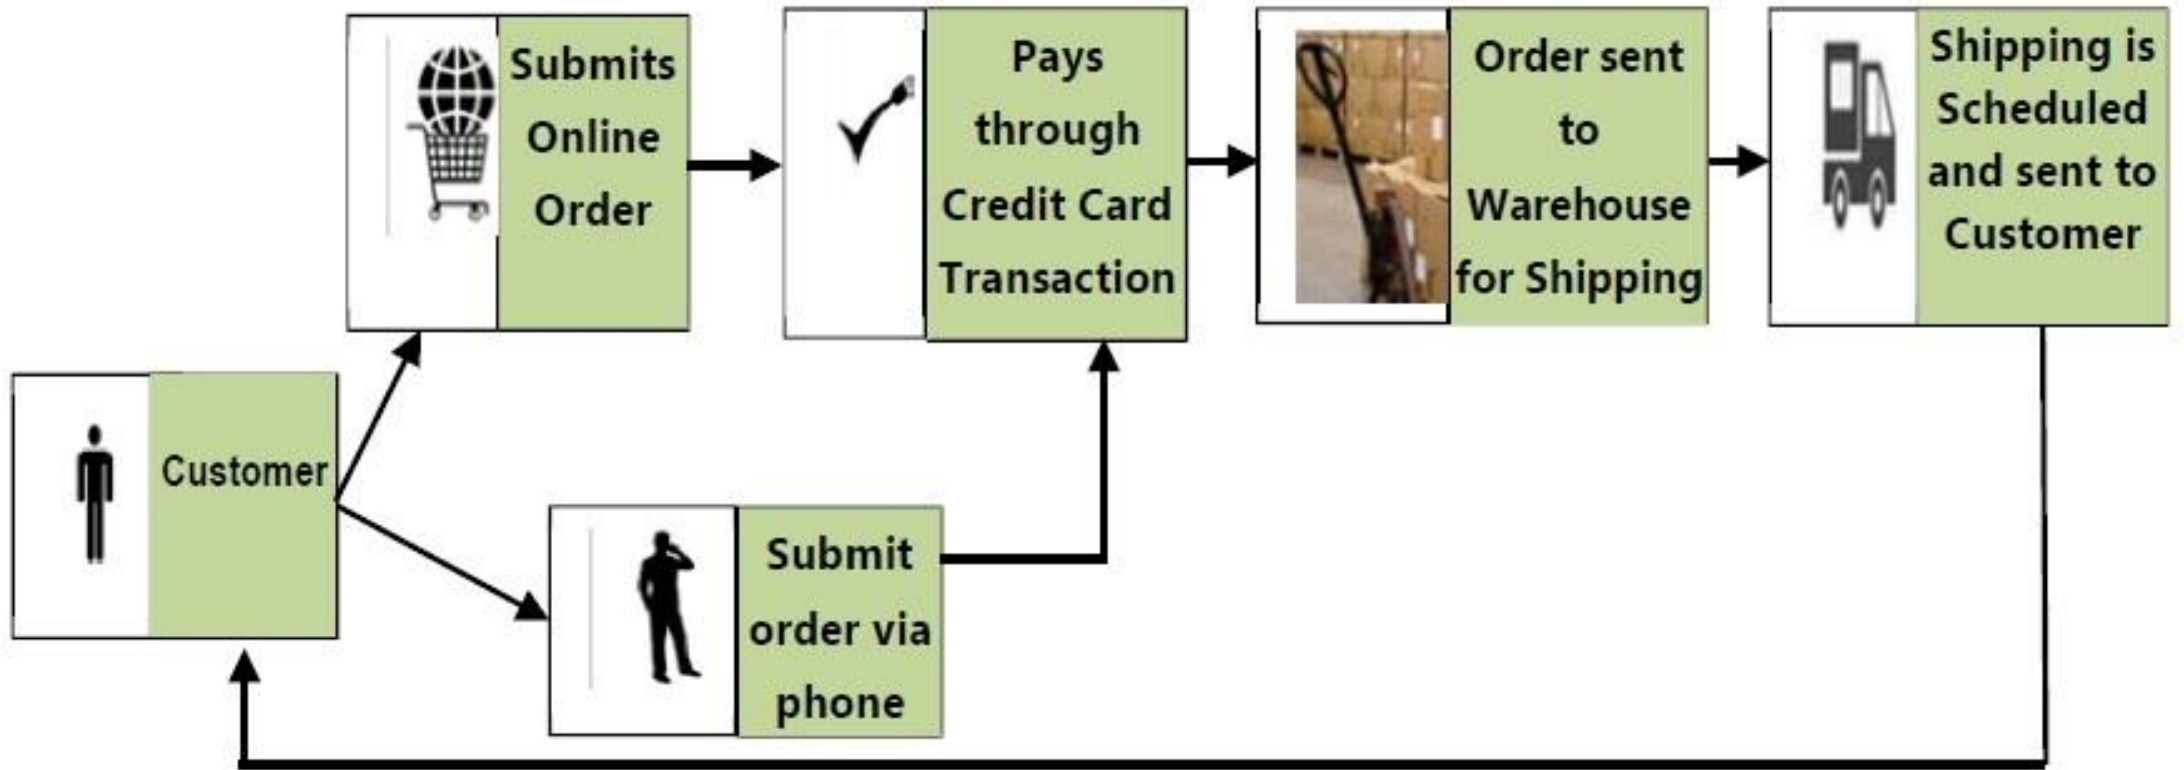 Submits
Online
Order
Pays
through
Credit Card
Transaction
Order sent
to
Warehouse
for Shipping
Shipping is
Scheduled
and sent to
Customer
Customer
Submit
order via
phone